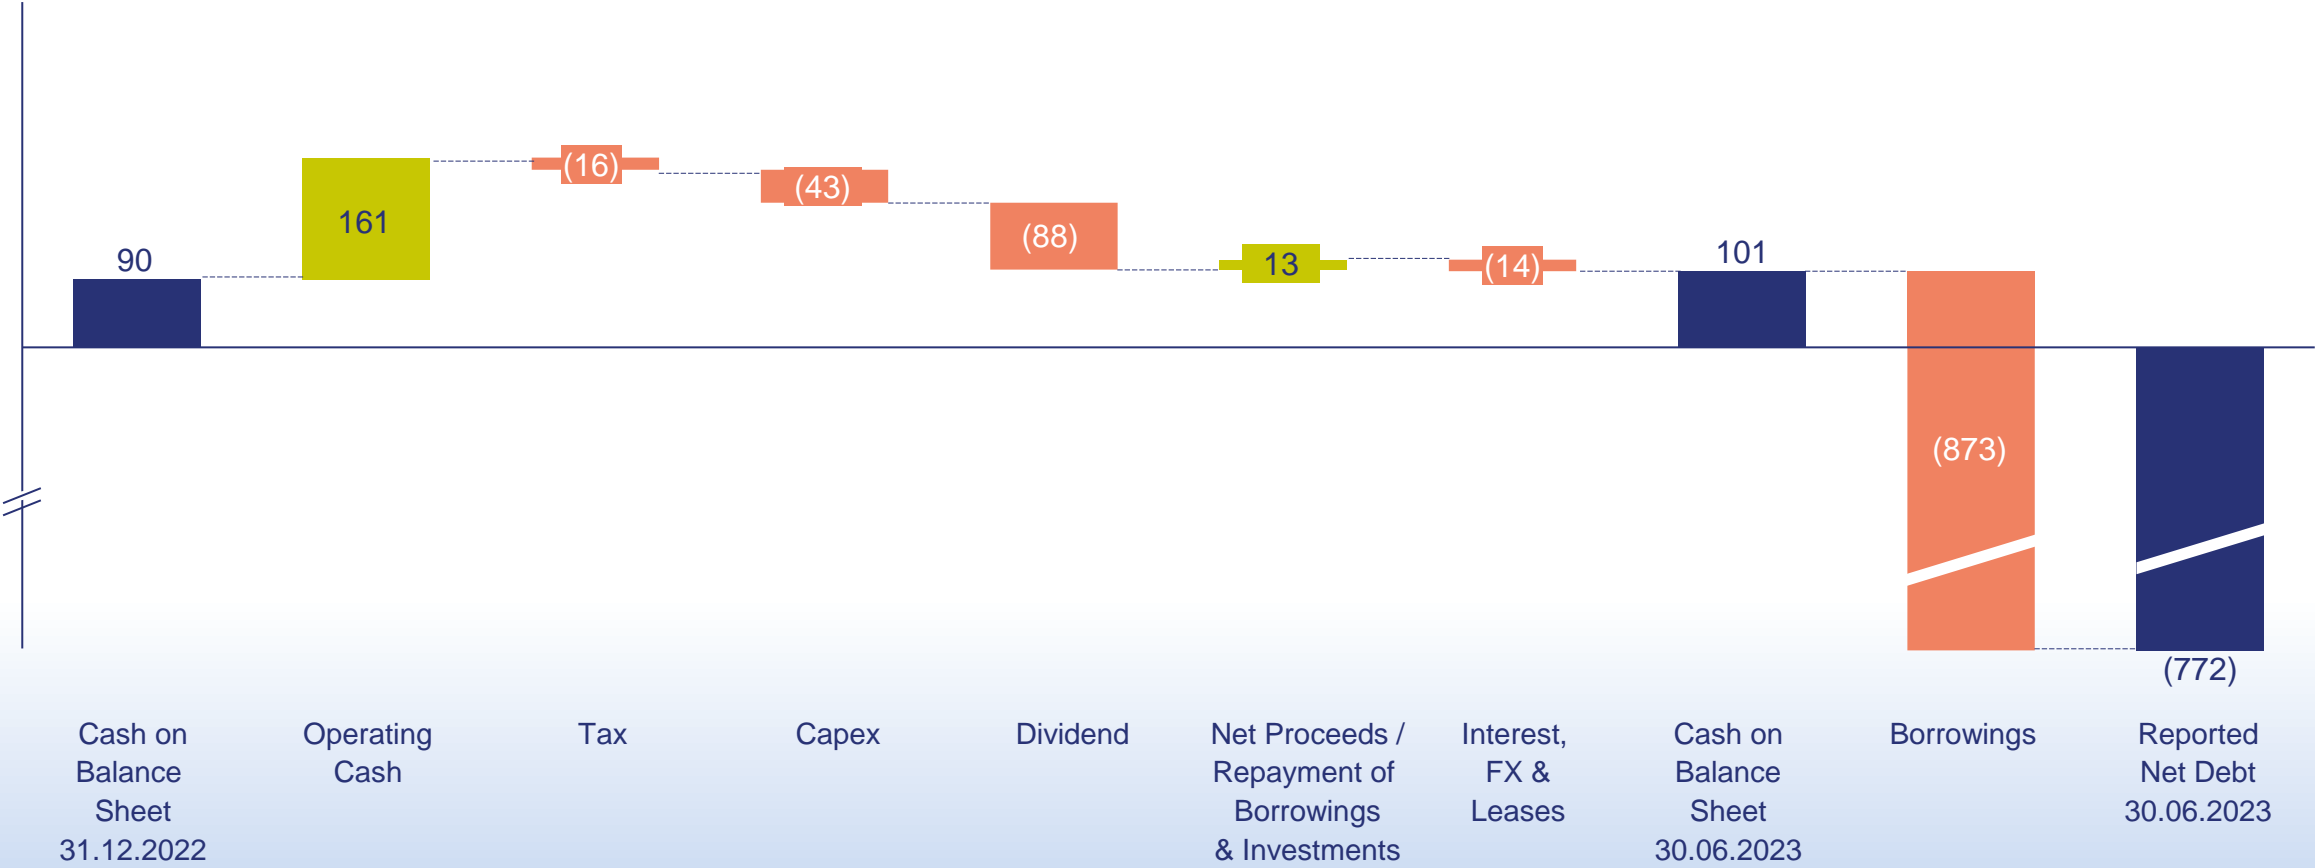 90
161
(16)
(43)
(88)
13
(14)
101
(873)
(772)
Cash on
Balance
Sheet
31.12.2022
Operating
Cash
Tax
Capex
Dividend
Net Proceeds /
Repayment of
Borrowings
& Investments
Interest,
FX &
Leases
Cash on
Balance
Sheet
30.06.2023
Borrowings
Reported
Net Debt
30.06.2023